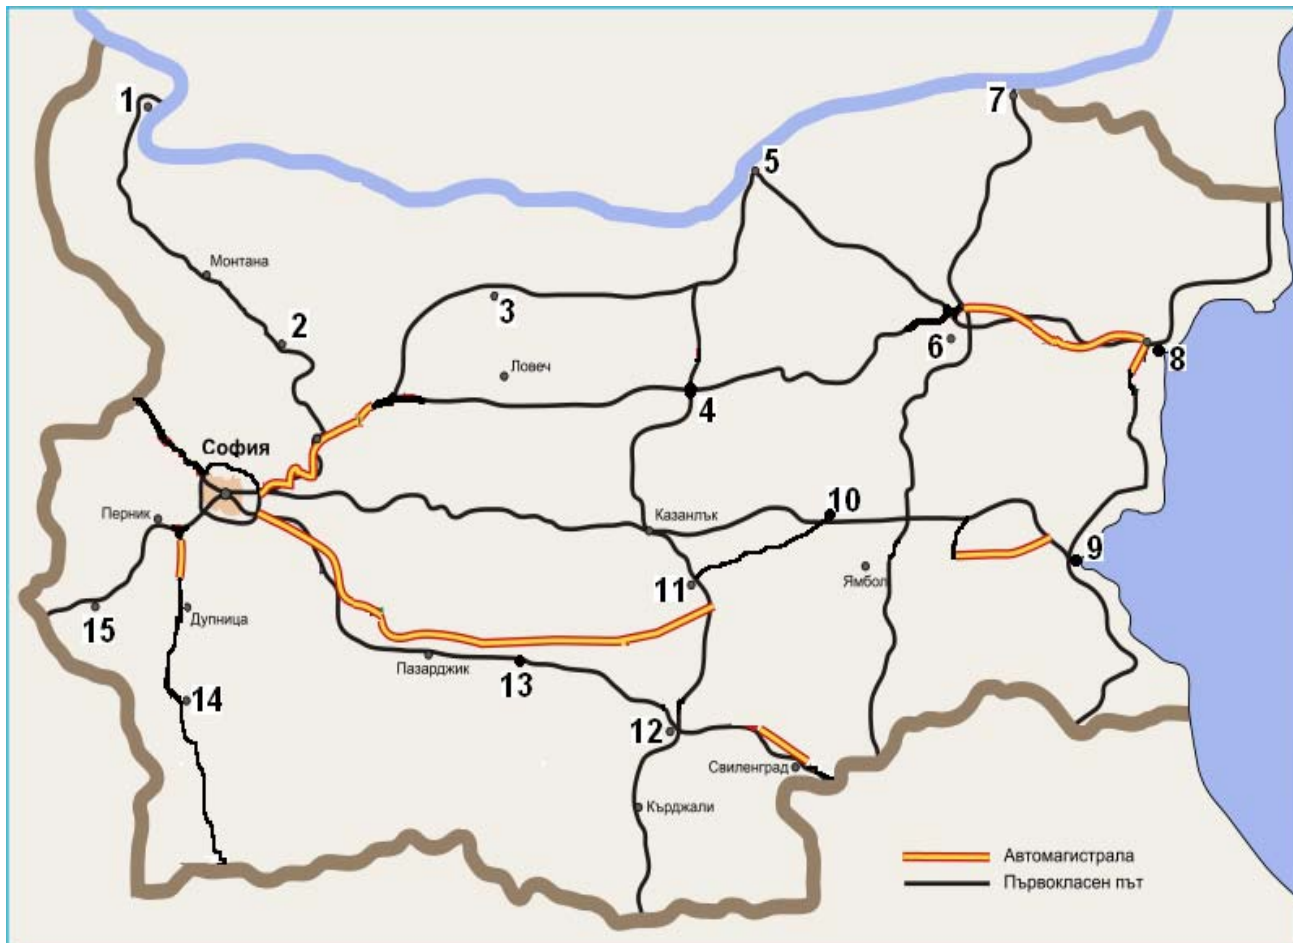 1
7
5
Монтана
2
3
6
8
Ловеч
4
София
10
Перник
Казанлък
9
11
Ямбол
15
Дупница
Пазарджик
13
14
12
Свиленград
Кърджали
Автомагистрала
Първокласен път